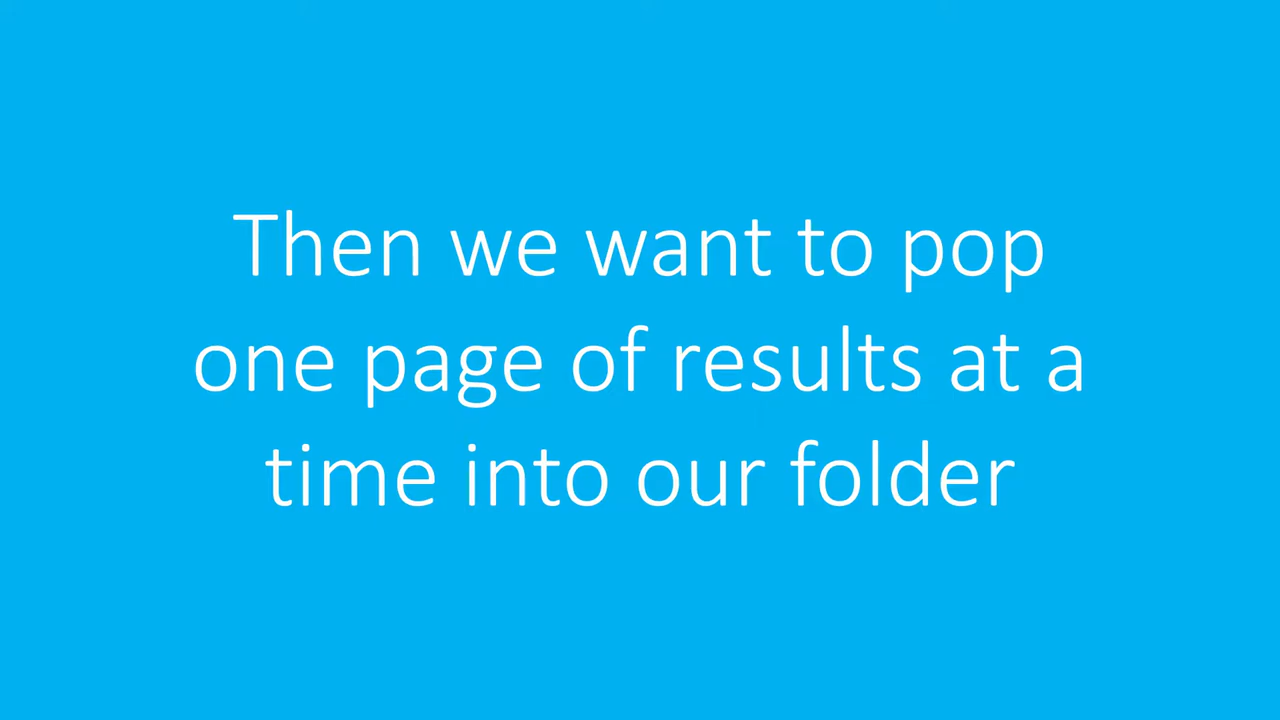 Then we want to pop
one page of results at a
time into our folder